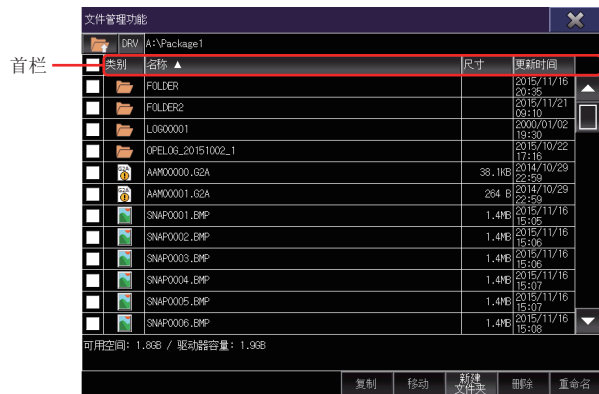 文件管理功能
DRV A:\Package1
首栏
类别 名称 ▲ 尺寸 更新时间
FOLDER 2015/11/16 20:35
FOLDER2 2015/11/21 09:10
LOG00001 2000/01/02 19:30
OPELOG_20151002_1 2015/10/22 17:16
AAM00000.G2A 38.1KB 2014/10/29 22:59
AAM00001.G2A 264 B 2014/10/29 22:59
SNAP0001.BMP 1.4MB 2015/11/16 15:05
SNAP0002.BMP 1.4MB 2015/11/16 15:06
SNAP0003.BMP 1.4MB 2015/11/16 15:06
SNAP0004.BMP 1.4MB 2015/11/16 15:07
SNAP0005.BMP 1.4MB 2015/11/16 15:07
SNAP0006.BMP 1.4MB 2015/11/16 15:08
可用空间: 1.8GB / 驱动器容量: 1.9GB
复制 移动 新建文件夹 删除 重命名